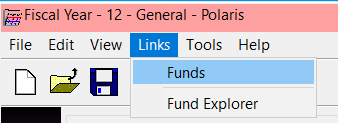 Fiscal Year - 12 - General - Polaris
File Edit View Links Tools Help
Funds
Fund Explorer